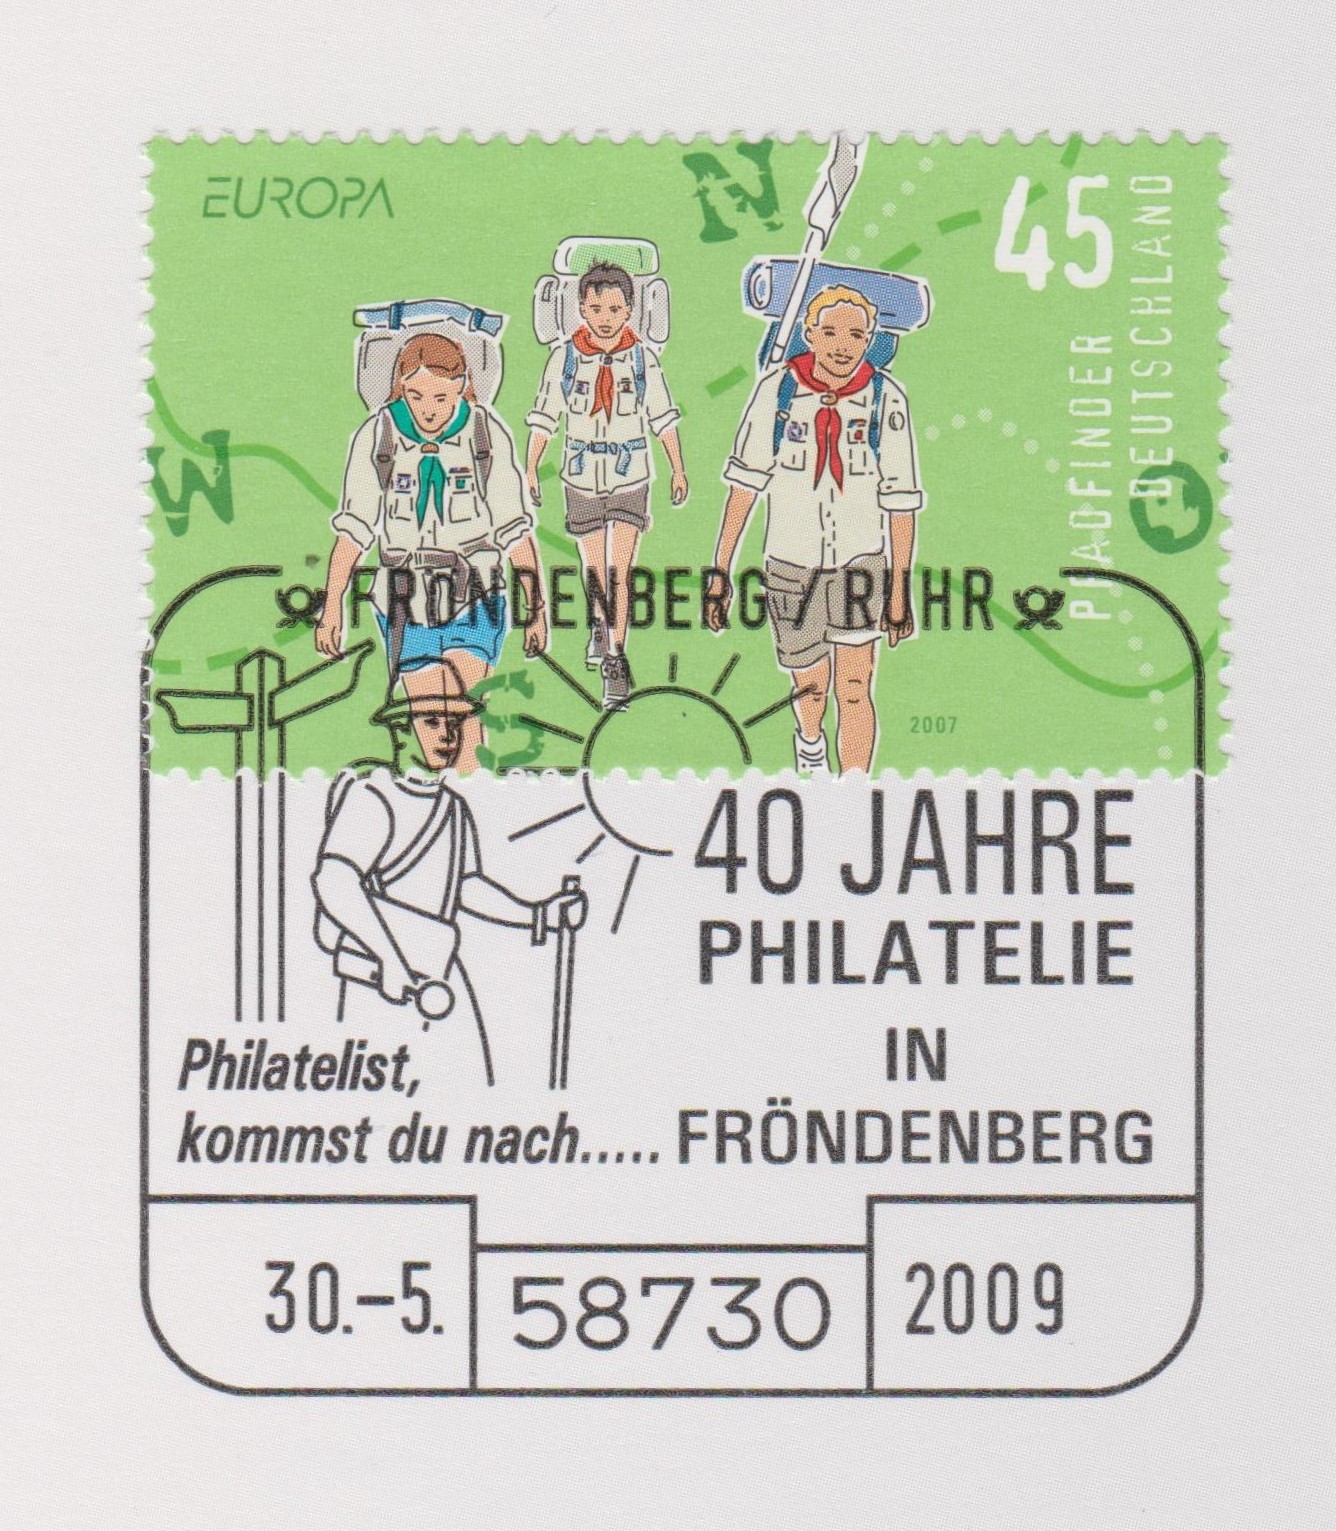 EUROPA
N
45
PFADFINDER
DEUTSCHLAND
W
O
S
2007
FRÖNDENBERG / RUHR
40 JAHRE
PHILATELIE
IN
Philatelist,
kommst du nach..... FRÖNDENBERG
30.-5. 58730 2009